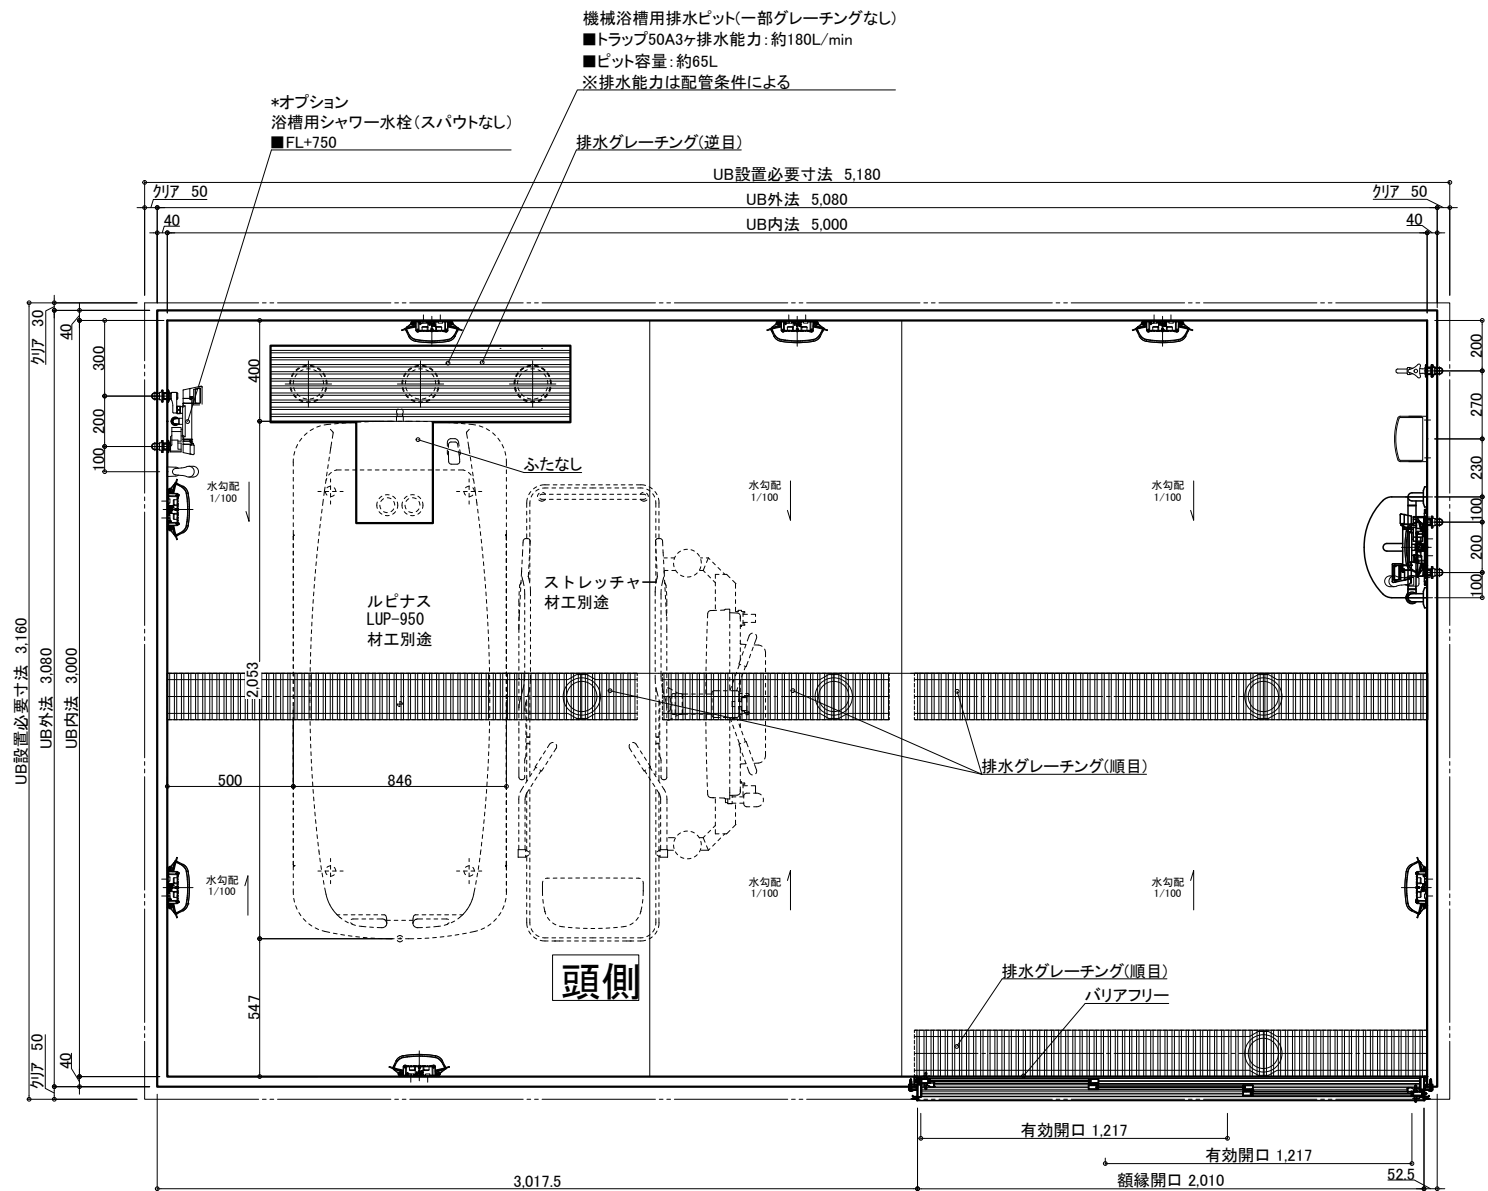 機械浴槽用排水ピット(一部グレーチングなし)
■トラップ50A3ヶ排水能力：約180L/min
■ピット容量：約65L
※排水能力は配管条件による
*オプション
浴槽用シャワー水栓(スパウトなし)
■FL+750
排水グレーチング(逆目)
UB設置必要寸法 5,180
クリア 50
UB外法 5,080
クリア 50
40
UB内法 5,000
40
クリア 30
40
300
400
200
100
200
270
230
100
200
100
ふたなし
水勾配
1/100
水勾配
1/100
水勾配
1/100
ルピナス
LUP-950
材工別途
ストレッチャー
材工別途
UB設置必要寸法 3,160
UB外法 3,080
UB内法 3,000
2,053
500
846
排水グレーチング(順目)
水勾配
1/100
水勾配
1/100
水勾配
1/100
頭側
547
排水グレーチング(順目)
バリアフリー
クリア 50
40
有効開口 1,217
有効開口 1,217
3,017.5
額縁開口 2,010
52.5